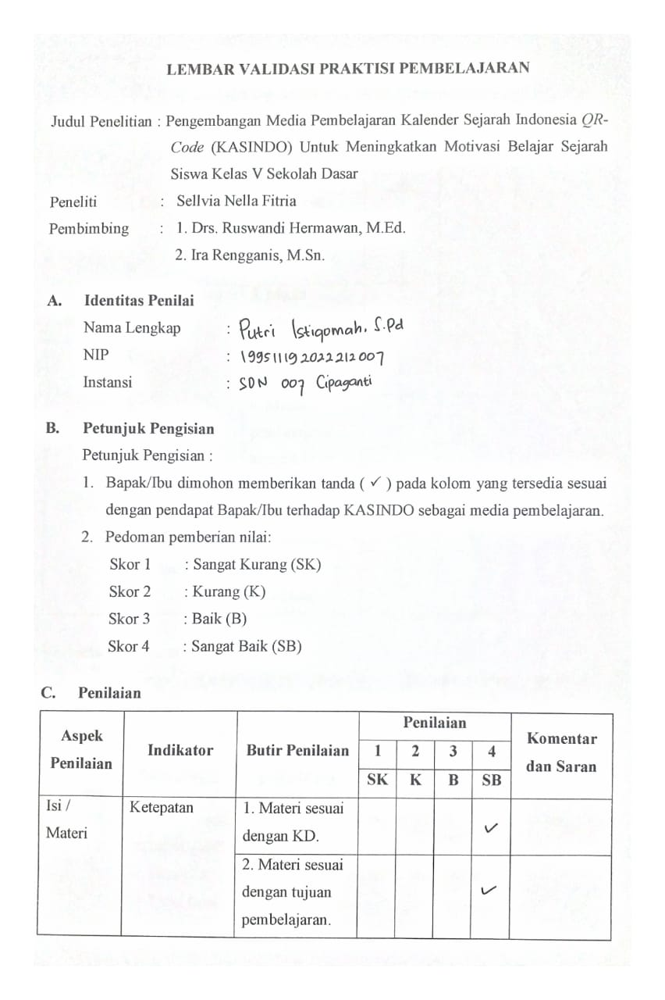 LEMBAR VALIDASI PRAKTISI PEMBELAJARAN
Judul Penelitian : Pengembangan Media Pembelajaran Kalender Sejarah Indonesia QR-
Code (KASINDO) Untuk Meningkatkan Motivasi Belajar Sejarah
Siswa Kelas V Sekolah Dasar
Peneliti : Sellvia Nella Fitria
Pembimbing : 1. Drs. Ruswandi Hermawan, M.Ed.
2. Ira Rengganis, M.Sn.
A. Identitas Penilai
Nama Lengkap : Putri Istiqomah, S.Pd
NIP : 199511192022212007
Instansi : SDN 007 Cipaganti
B. Petunjuk Pengisian
Petunjuk Pengisian :
1. Bapak/Ibu dimohon memberikan tanda ( ✓ ) pada kolom yang tersedia sesuai
dengan pendapat Bapak/Ibu terhadap KASINDO sebagai media pembelajaran.
2. Pedoman pemberian nilai:
Skor 1 : Sangat Kurang (SK)
Skor 2 : Kurang (K)
Skor 3 : Baik (B)
Skor 4 : Sangat Baik (SB)
C. Penilaian
Aspek
Penilaian
Indikator
Butir Penilaian
Penilaian
1 2 3 4
SK K B SB
Komentar
dan Saran
Isi /
Materi
Ketepatan
1. Materi sesuai
dengan KD.
✓
2. Materi sesuai
dengan tujuan
pembelajaran.
✓